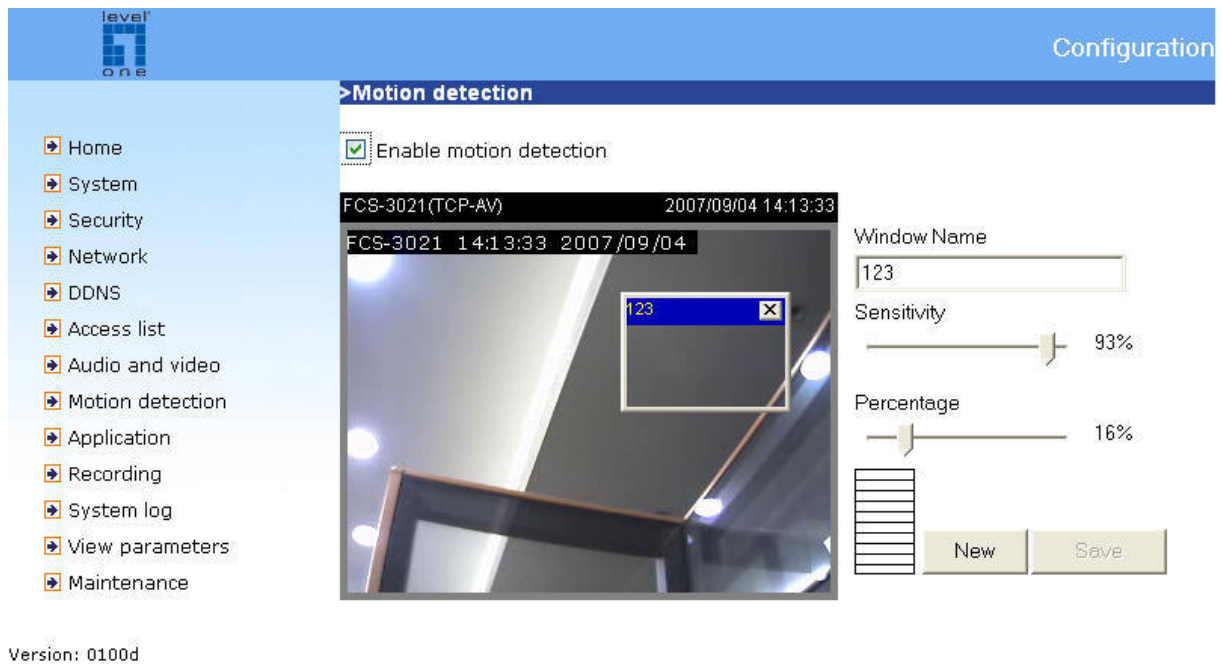 level
one
Configuration
>Motion detection
Home
System
Security
Network
DDNS
Access list
Audio and video
Motion detection
Application
Recording
System log
View parameters
Maintenance
Enable motion detection
FCS-3021(TCP-AV) 2007/09/04 14:13:33
FCS-3021 14:13:33 2007/09/04
123
Window Name
123
Sensitivity
93%
Percentage
16%
New
Save
Version: 0100d